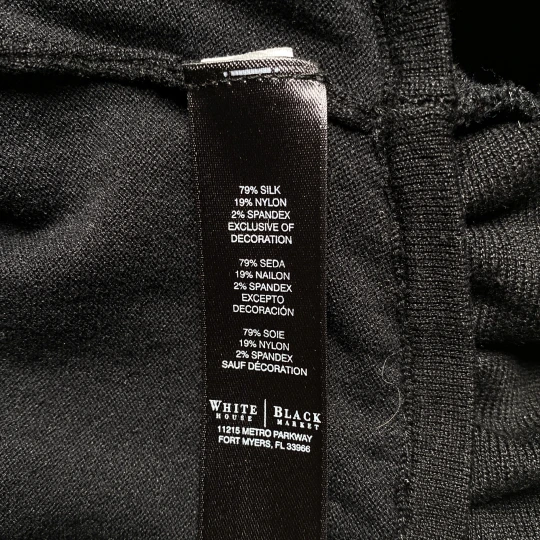 79% SILK
19% NYLON
2% SPANDEX
EXCLUSIVE OF
DECORATION
79% SEDA
19% NAILON
2% SPANDEX
EXCEPTO
DECORACIÓN
79% SOIE
19% NYLON
2% SPANDEX
SAUF DÉCORATION
WHITE | BLACK
HOUSE | MARKET
11215 METRO PARKWAY
FORT MYERS, FL 33966